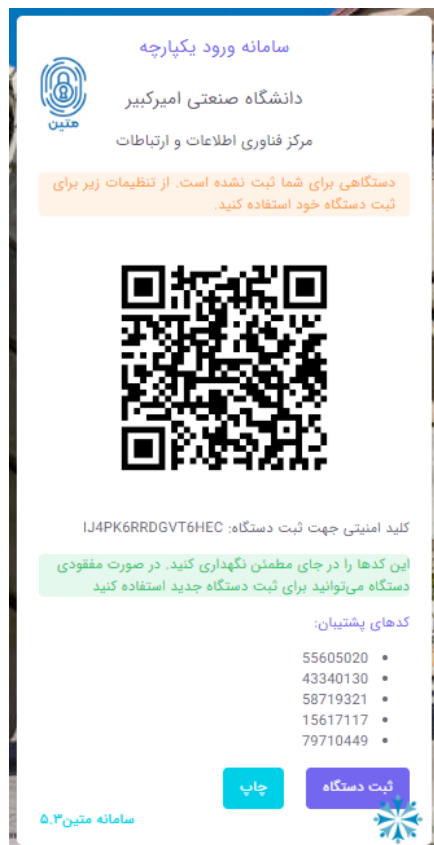 سامانه ورود یکپارچه
متین
دانشگاه صنعتی امیرکبیر
مرکز فناوری اطلاعات و ارتباطات
دستگاهی برای شما ثبت نشده است. از تنظیمات زیر برای
ثبت دستگاه خود استفاده کنید.
کلید امنیتی جهت ثبت دستگاه: IJ4PK6RRDGVT6HEC
این کدها را در جای مطمئن نگهداری کنید. در صورت مفقودی
دستگاه می‌توانید برای ثبت دستگاه جدید استفاده کنید
کدهای پشتیبان:
55605020
43340130
58719321
15617117
79710449
ثبت دستگاه
چاپ
سامانه متین۵.۳